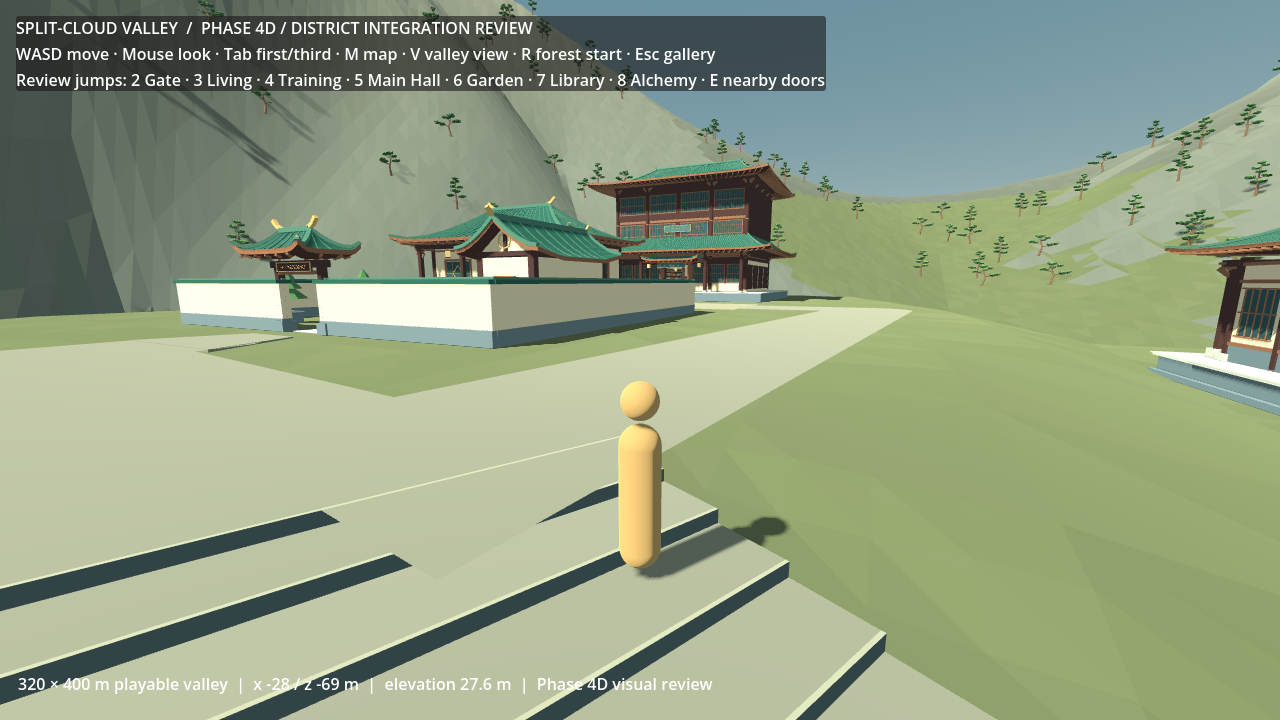 SPLIT-CLOUD VALLEY / PHASE 4D / DISTRICT INTEGRATION REVIEW
WASD move · Mouse look · Tab first/third · M map · V valley view · R forest start · Esc gallery
Review jumps: 2 Gate · 3 Living · 4 Training · 5 Main Hall · 6 Garden · 7 Library · 8 Alchemy · E nearby doors
320 × 400 m playable valley | x -28 / z -69 m | elevation 27.6 m | Phase 4D visual review